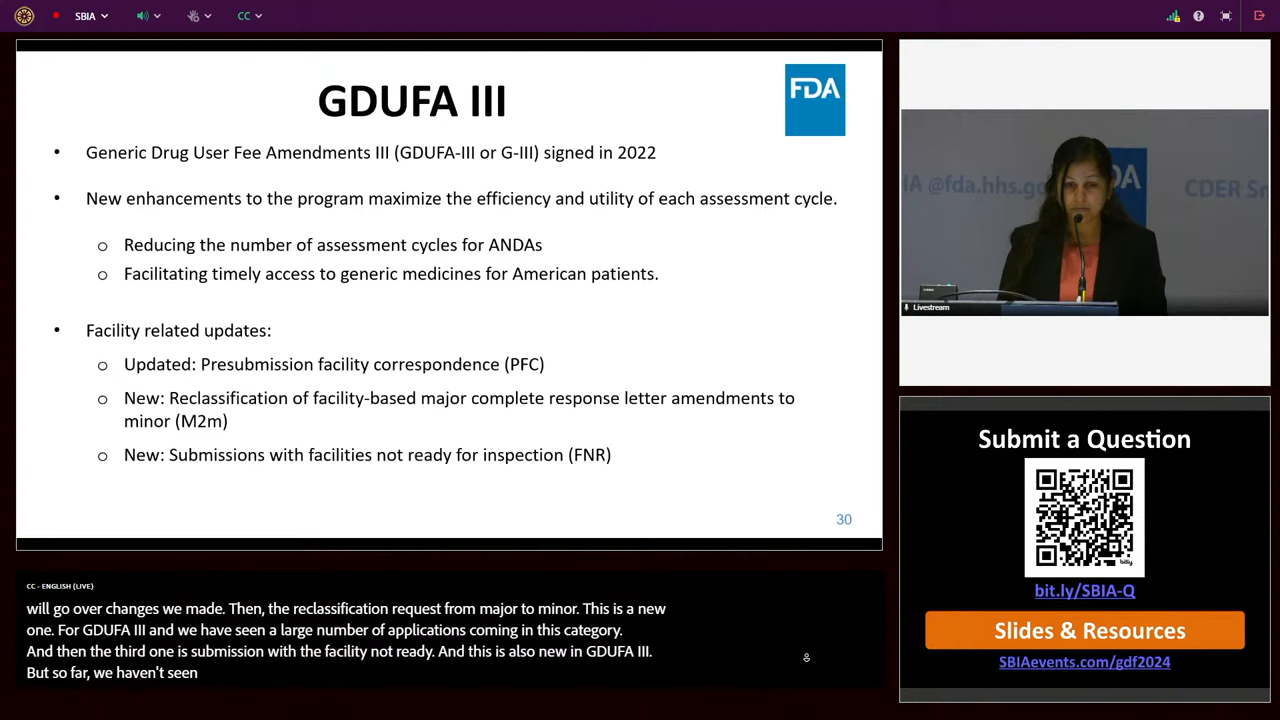 SBIA
CC
GDUFA III
FDA
• Generic Drug User Fee Amendments III (GDUFA-III or G-III) signed in 2022
• New enhancements to the program maximize the efficiency and utility of each assessment cycle.
o Reducing the number of assessment cycles for ANDAs
o Facilitating timely access to generic medicines for American patients.
• Facility related updates:
o Updated: Presubmission facility correspondence (PFC)
o New: Reclassification of facility-based major complete response letter amendments to
minor (M2m)
o New: Submissions with facilities not ready for inspection (FNR)
30
CC - ENGLISH (LIVE)
will go over changes we made. Then, the reclassification request from major to minor. This is a new
one. For GDUFA III and we have seen a large number of applications coming in this category.
And then the third one is submission with the facility not ready. And this is also new in GDUFA III.
But so far, we haven't seen
IA @fda.hhs.go
DA
CDER Sm
Livestream
Submit a Question
bitly
bit.ly/SBIA-Q
Slides & Resources
SBIAevents.com/gdf2024